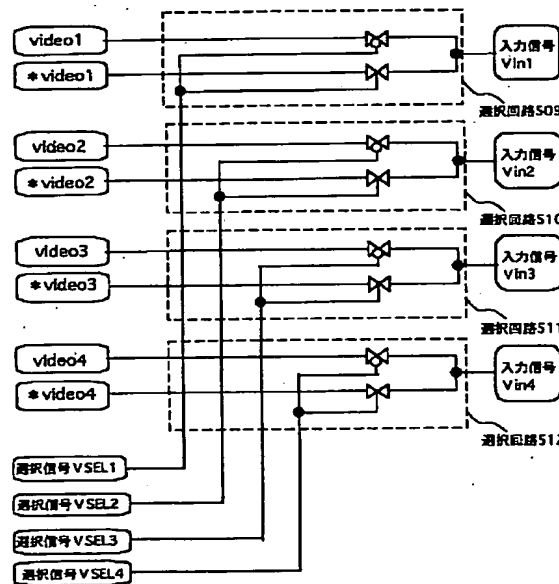 video1
*video1
入力信号
Vin1
選択回路509
video2
*video2
入力信号
Vin2
選択回路510
video3
*video3
入力信号
Vin3
選択回路511
video4
*video4
入力信号
Vin4
選択回路512
選択信号VSEL1
選択信号VSEL2
選択信号VSEL3
選択信号VSEL4